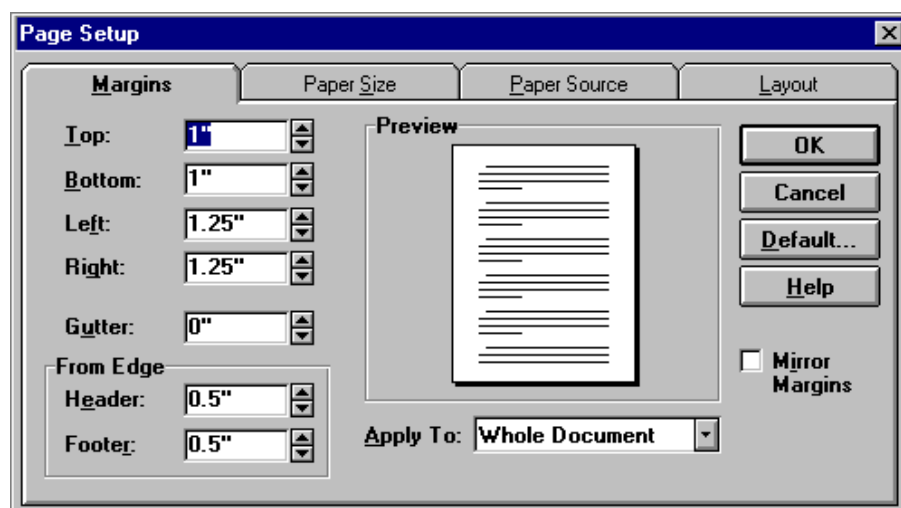 Page Setup
Margins
Paper Size
Paper Source
Layout
Top: 1"
Bottom: 1"
Left: 1.25"
Right: 1.25"
Gutter: 0"
From Edge
Header: 0.5"
Footer: 0.5"
Preview
Apply To: Whole Document
OK
Cancel
Default...
Help
Mirror
Margins